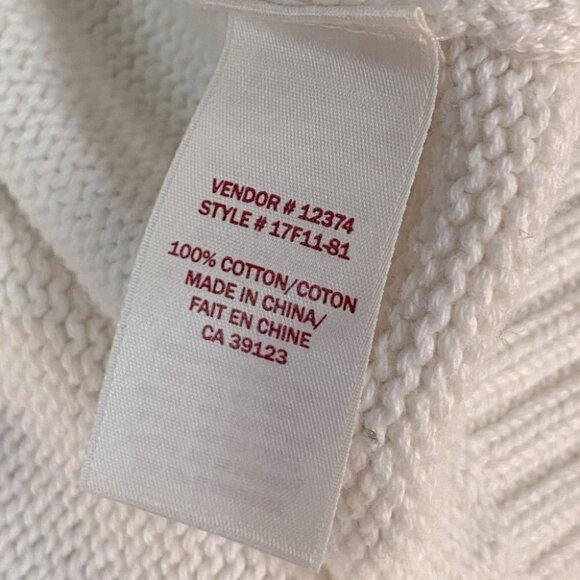 VENDOR # 12374
STYLE # 17F11-81
100% COTTON/COTON
MADE IN CHINA/
FAIT EN CHINE
CA 39123